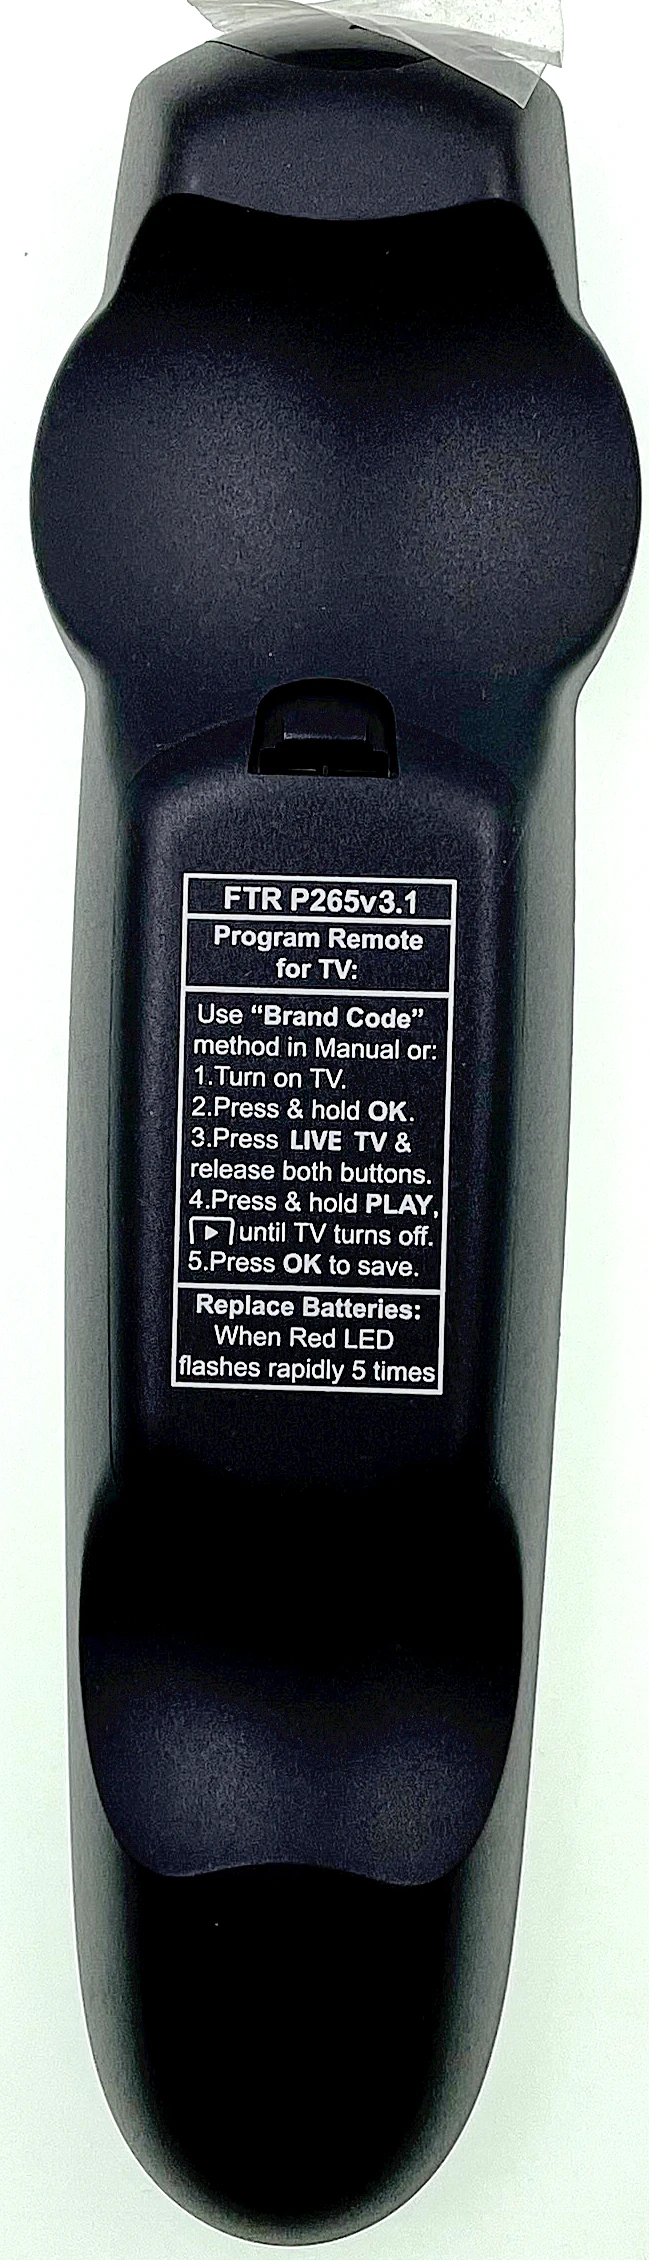 FTR P265v3.1
Program Remote
for TV:
Use “Brand Code”
method in Manual or:
1.Turn on TV.
2.Press & hold OK.
3.Press LIVE TV &
release both buttons.
4.Press & hold PLAY,
until TV turns off.
5.Press OK to save.
Replace Batteries:
When Red LED
flashes rapidly 5 times